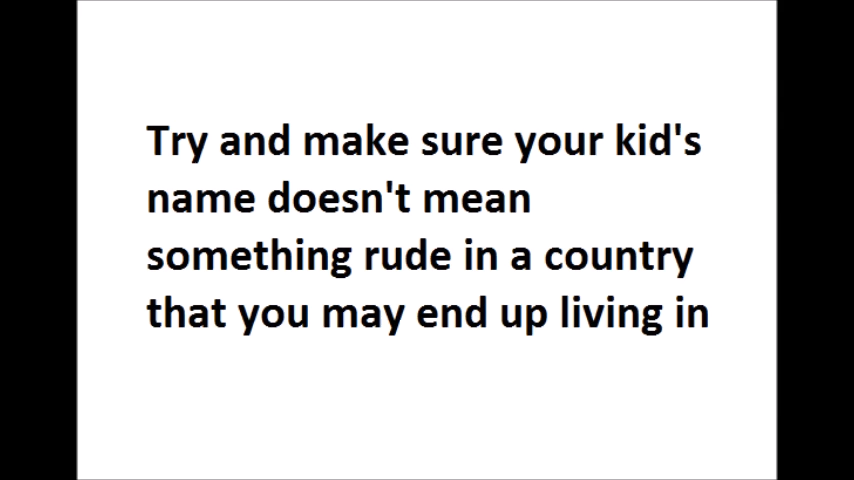 Try and make sure your kid's
name doesn't mean
something rude in a country
that you may end up living in